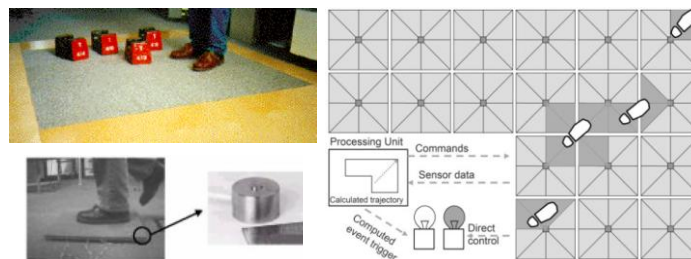 Processing Unit
Commands
Sensor data
Calculated trajectory
Computed
event trigger
Direct
control